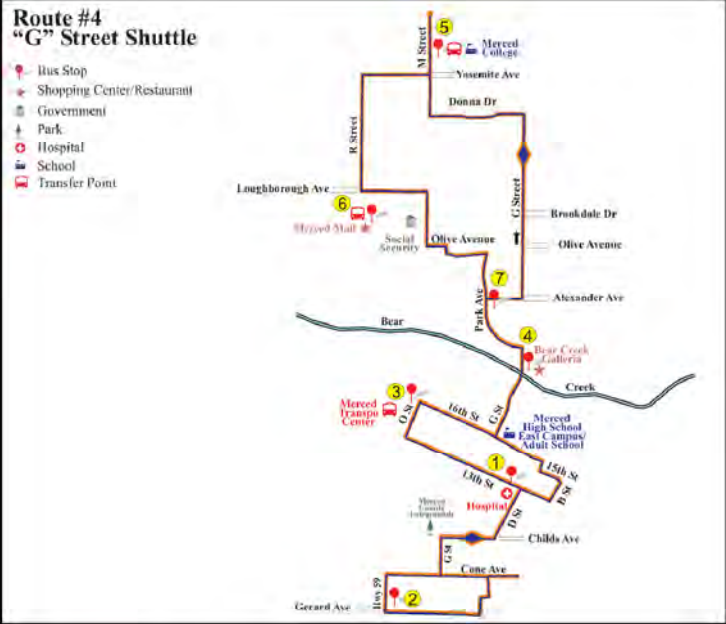 Route #4
"G" Street Shuttle
Bus Stop
Shopping Center/Restaurant
Government
Park
Hospital
School
Transfer Point
5
M Street
Merced
College
Yosemite Ave
Donna Dr
R Street
G Street
Loughborough Ave
6
Merced Mall
Social
Security
Olive Avenue
Brookdale Dr
Olive Avenue
7
Alexander Ave
Park Ave
Bear
4
Bear Creek
Galleria
Creek
3
Merced
Transpo
Center
O St
16th St
G St
Merced
High School
East Campus/
Adult School
15th St
1
13th St
B St
Hospital
D St
Merced
County
Childs Ave
G St
Cone Ave
Hwy 59
2
Gerard Ave